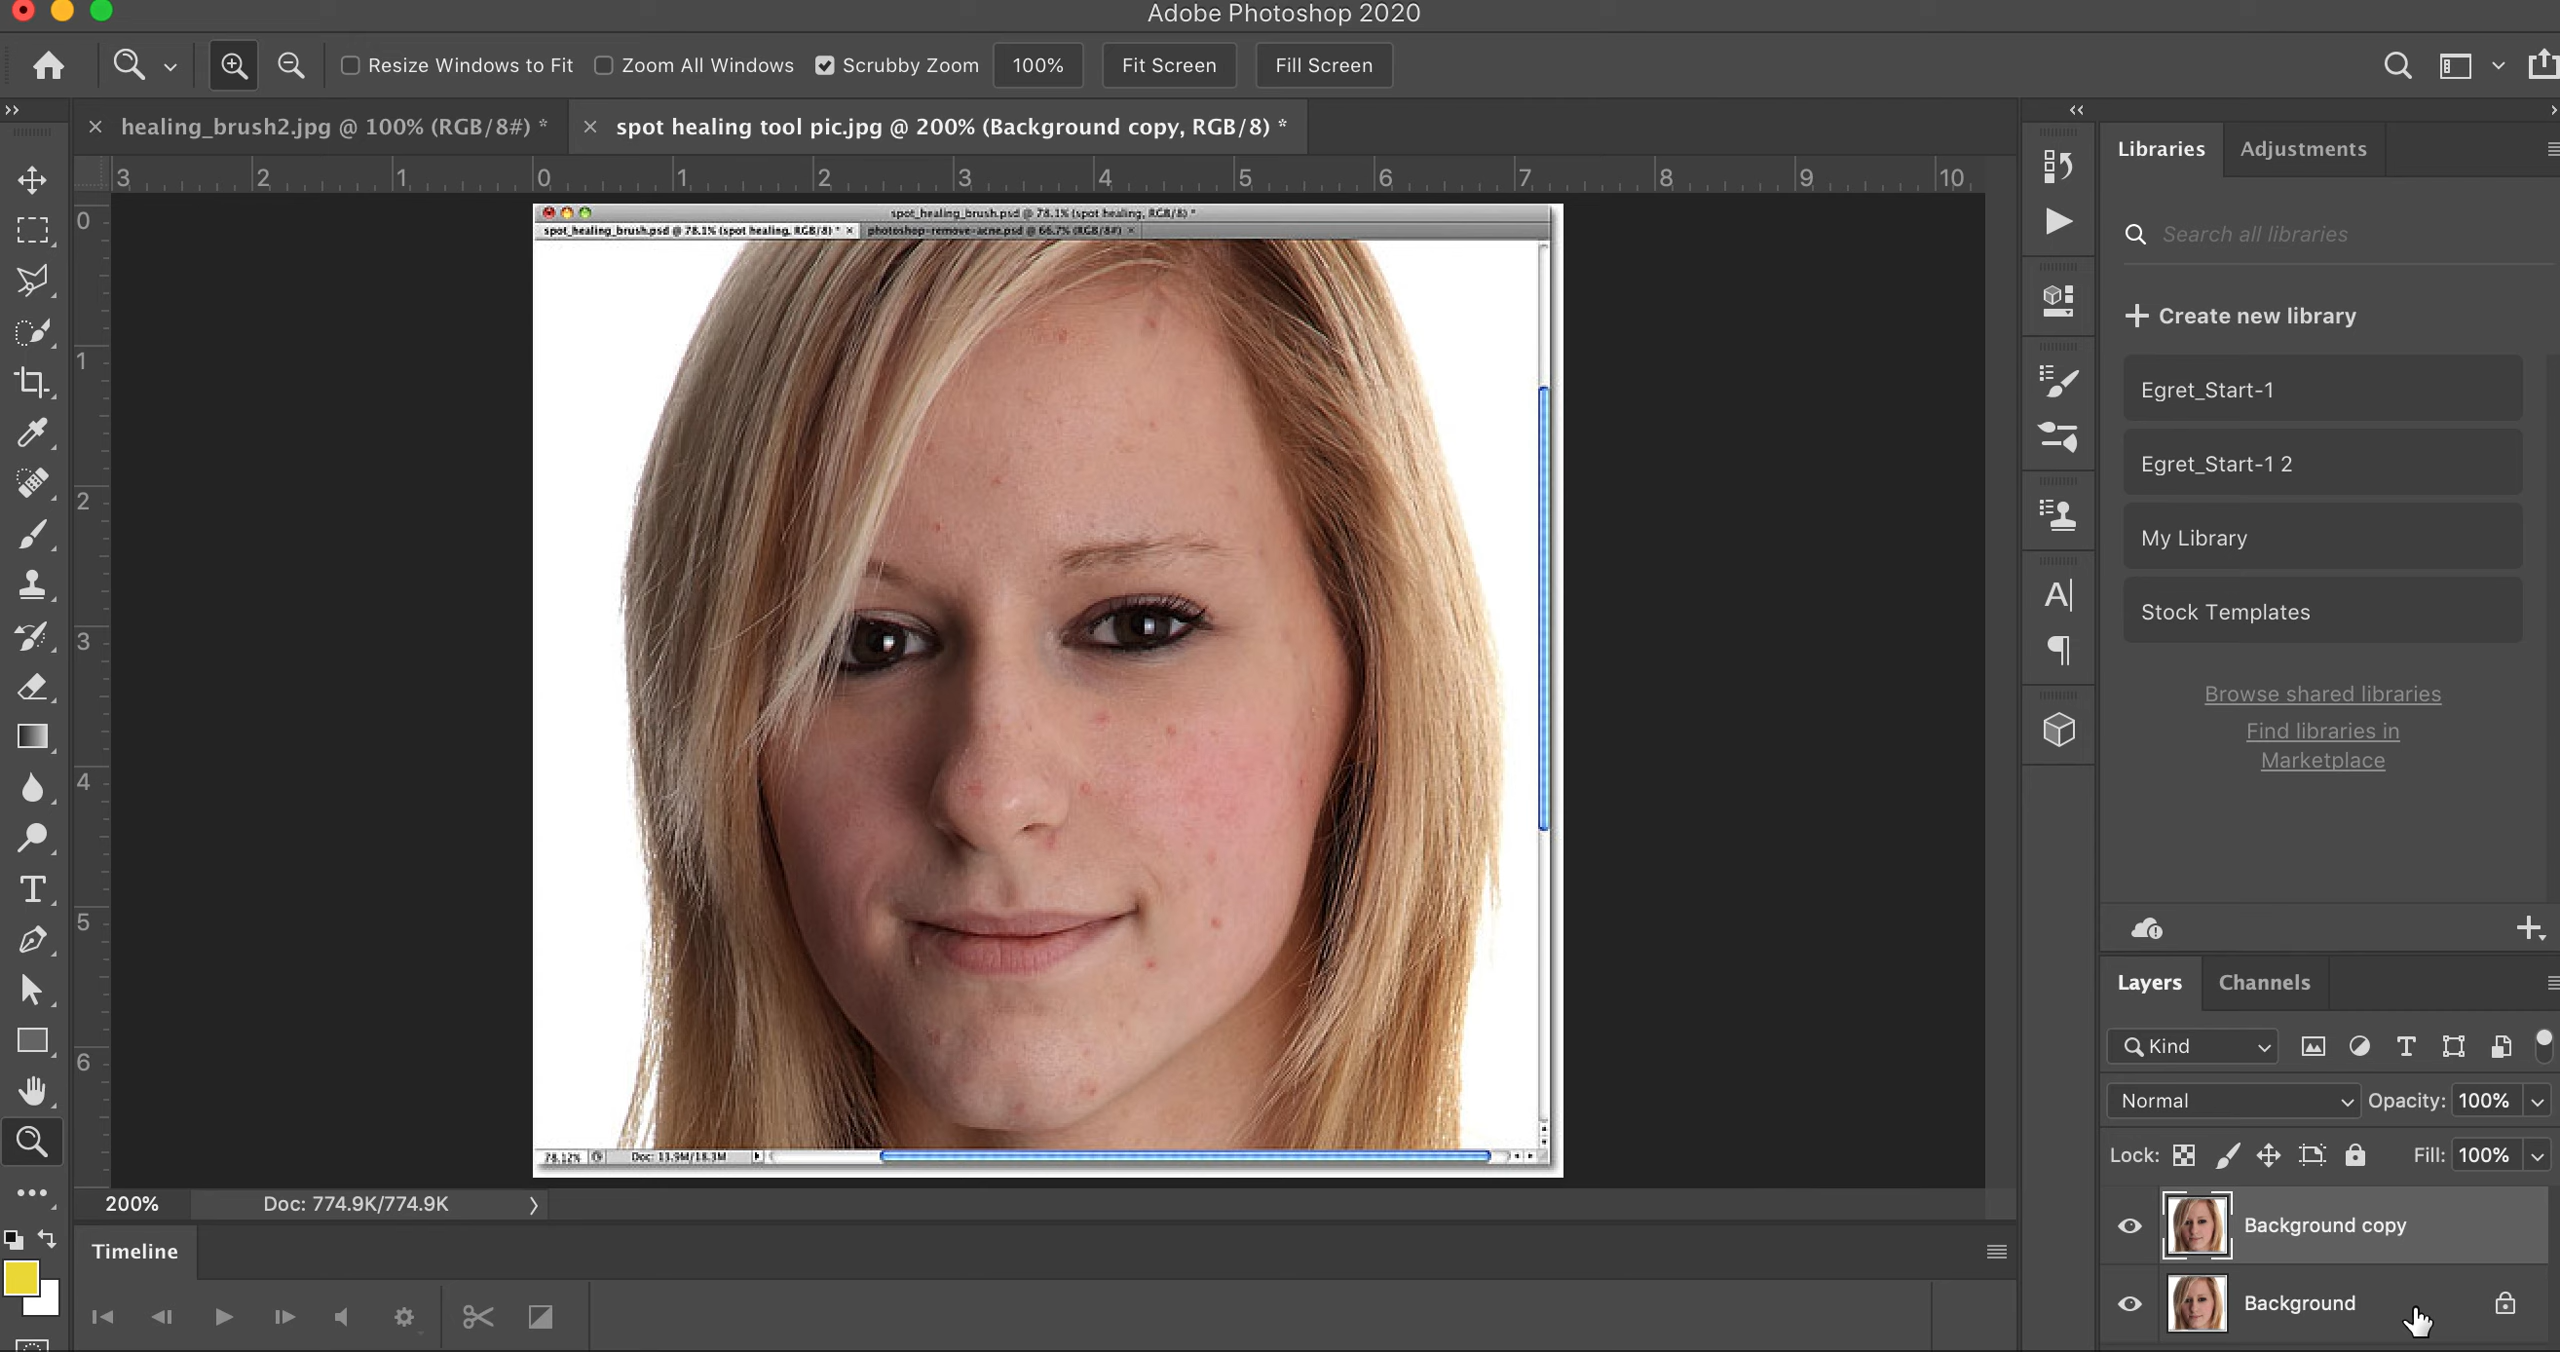 Adobe Photoshop 2020
Resize Windows to Fit Zoom All Windows Scrubby Zoom 100% Fit Screen Fill Screen
healing_brush2.jpg @ 100% (RGB/8#) * spot healing tool pic.jpg @ 200% (Background copy, RGB/8) *
3 2 1 0 1 2 3 4 5 6 7 8 9 10
0
1
2
3
4
5
6
spot_healing_brush.psd @ 78.1% (spot healing, RGB/8) *
spot_healing_brush.psd @ 78.1% (spot healing, RGB/8) * photoshop-remove-acne.psd @ 66.7% (RGB/8#)
78.12% Doc: 13.9M/18.3M
200% Doc: 774.9K/774.9K
Timeline
Libraries Adjustments
Search all libraries
Create new library
Egret_Start-1
Egret_Start-1 2
My Library
Stock Templates
Browse shared libraries
Find libraries in
Marketplace
Layers Channels
Kind
Normal Opacity: 100%
Lock: Fill: 100%
Background copy
Background